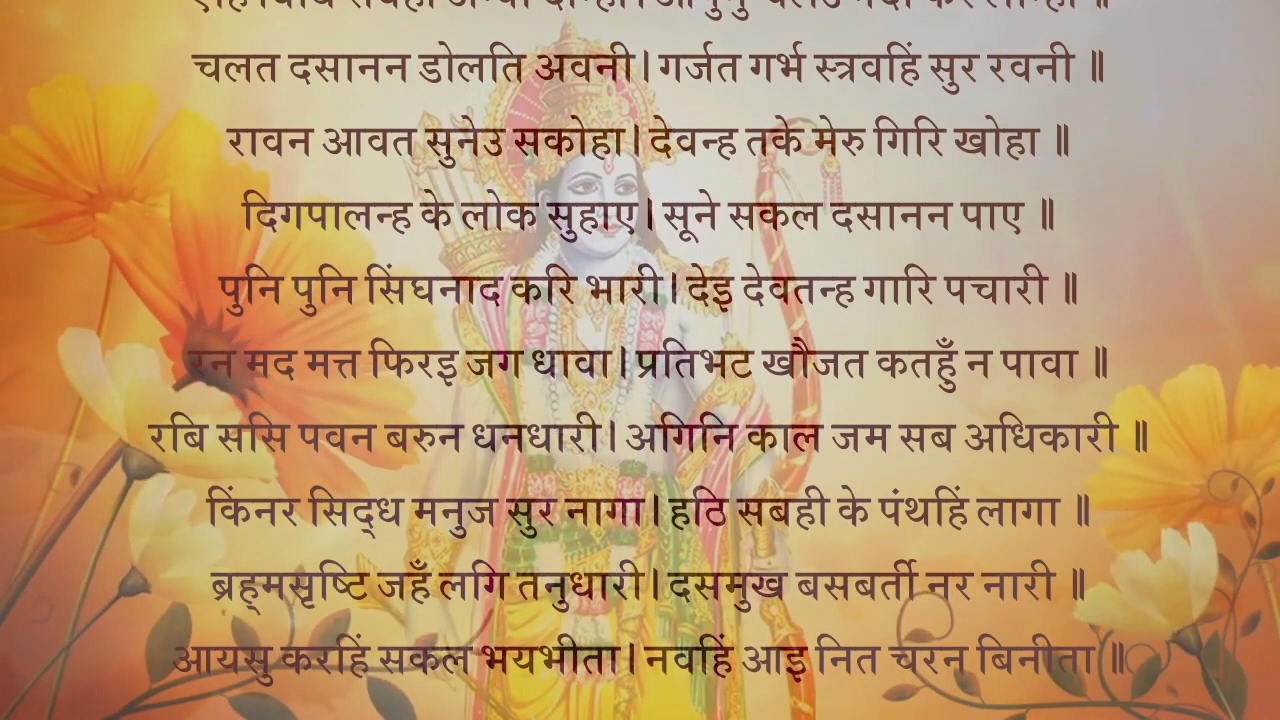 चलत दसानन डोलति अवनी। गर्जत गर्भ स्त्रवहिं सुर रवनी ॥
रावन आवत सुनेउ सकोहा। देवन्ह तके मेरु गिरि खोहा ॥
दिगपालन्ह के लोक सुहाए। सूने सकल दसानन पाए ॥
पुनि पुनि सिंघनाद करि भारी। देइ देवतन्ह गारि पचारी ॥
रन मद मत्त फिरइ जग धावा। प्रतिभट खौजत कतहुँ न पावा ॥
रबि ससि पवन बरुन धनधारी। अगिनि काल जम सब अधिकारी ॥
किंनर सिद्ध मनुज सुर नागा। हठि सबही के पंथहिं लागा ॥
ब्रह्मसृष्टि जहँ लगि तनुधारी। दसमुख बसबर्ती नर नारी ॥
आयसु करहिं सकल भयभीता। नवहिं आइ नित चरन बिनीता ॥